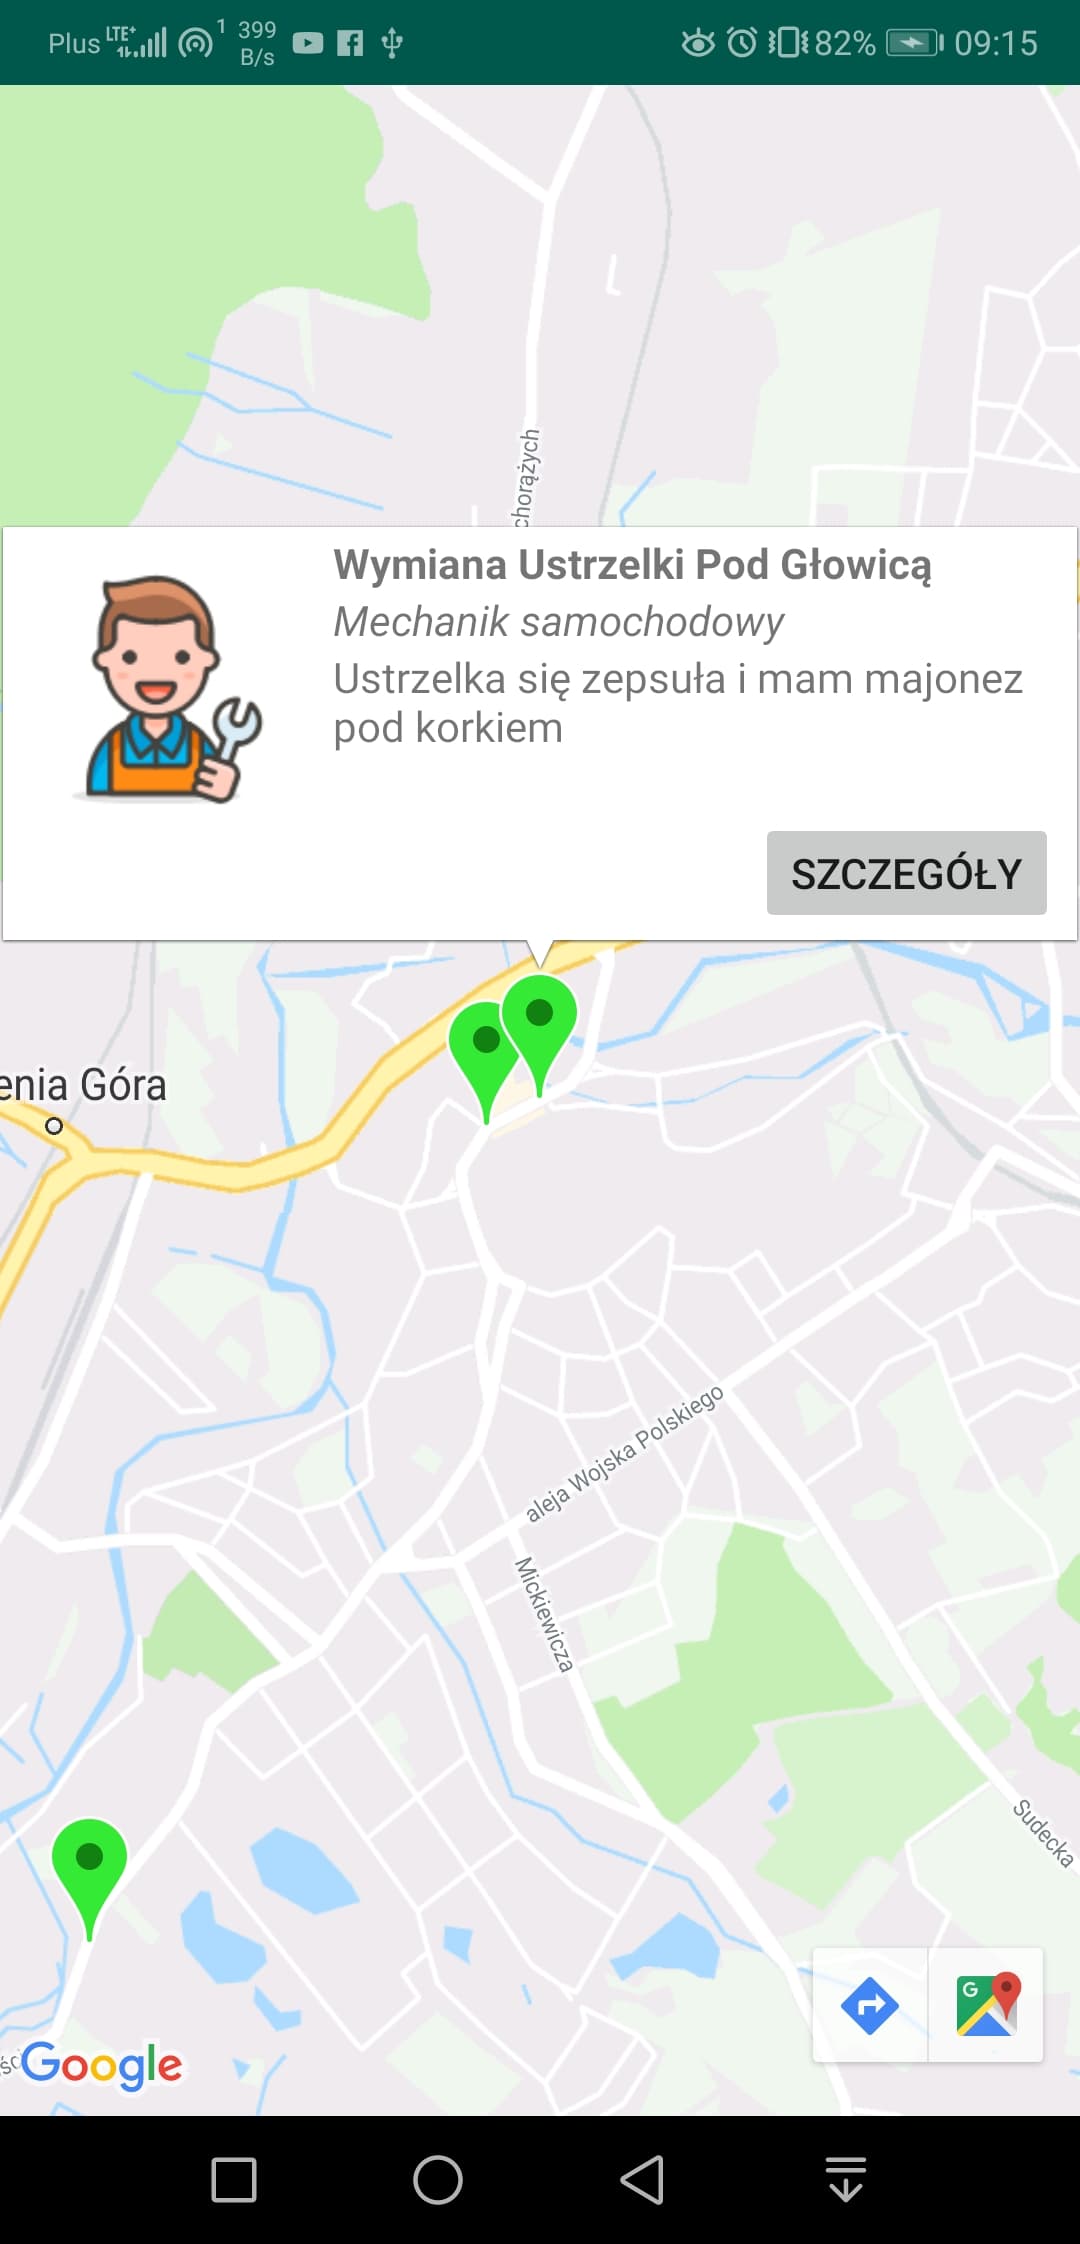 Plus LTE+ 1 399 B/s 82% 09:15
chorążych
Wymiana Ustrzelki Pod Głowicą
Mechanik samochodowy
Ustrzelka się zepsuła i mam majonez
pod korkiem
SZCZEGÓŁY
enia Góra
aleja Wojska Polskiego
Mickiewicza
Sudecka
G
Google